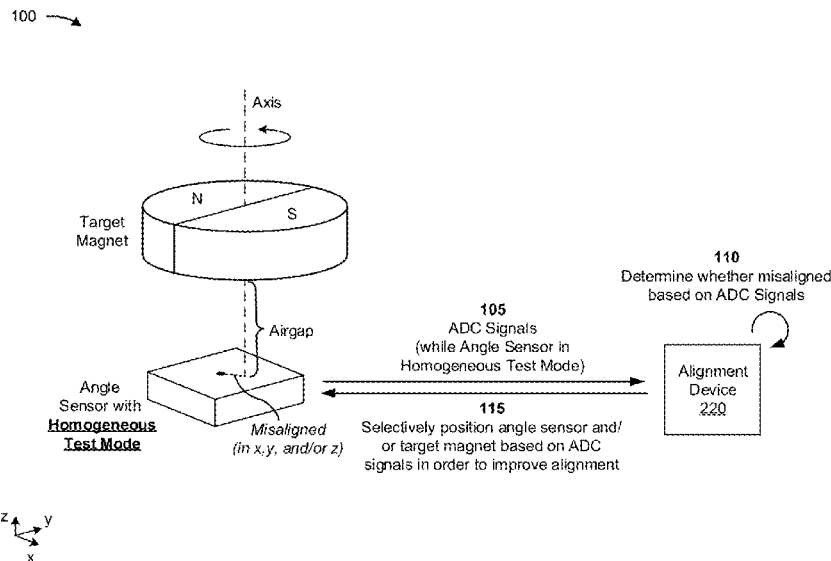 100
Axis
N
S
Target
Magnet
Airgap
Angle
Sensor with
Homogeneous
Test Mode
Misaligned
(in x,y, and/or z)
105
ADC Signals
(while Angle Sensor in
Homogeneous Test Mode)
115
Selectively position angle sensor and/
or target magnet based on ADC
signals in order to improve alignment
110
Determine whether misaligned
based on ADC Signals
Alignment
Device
220
z
y
x